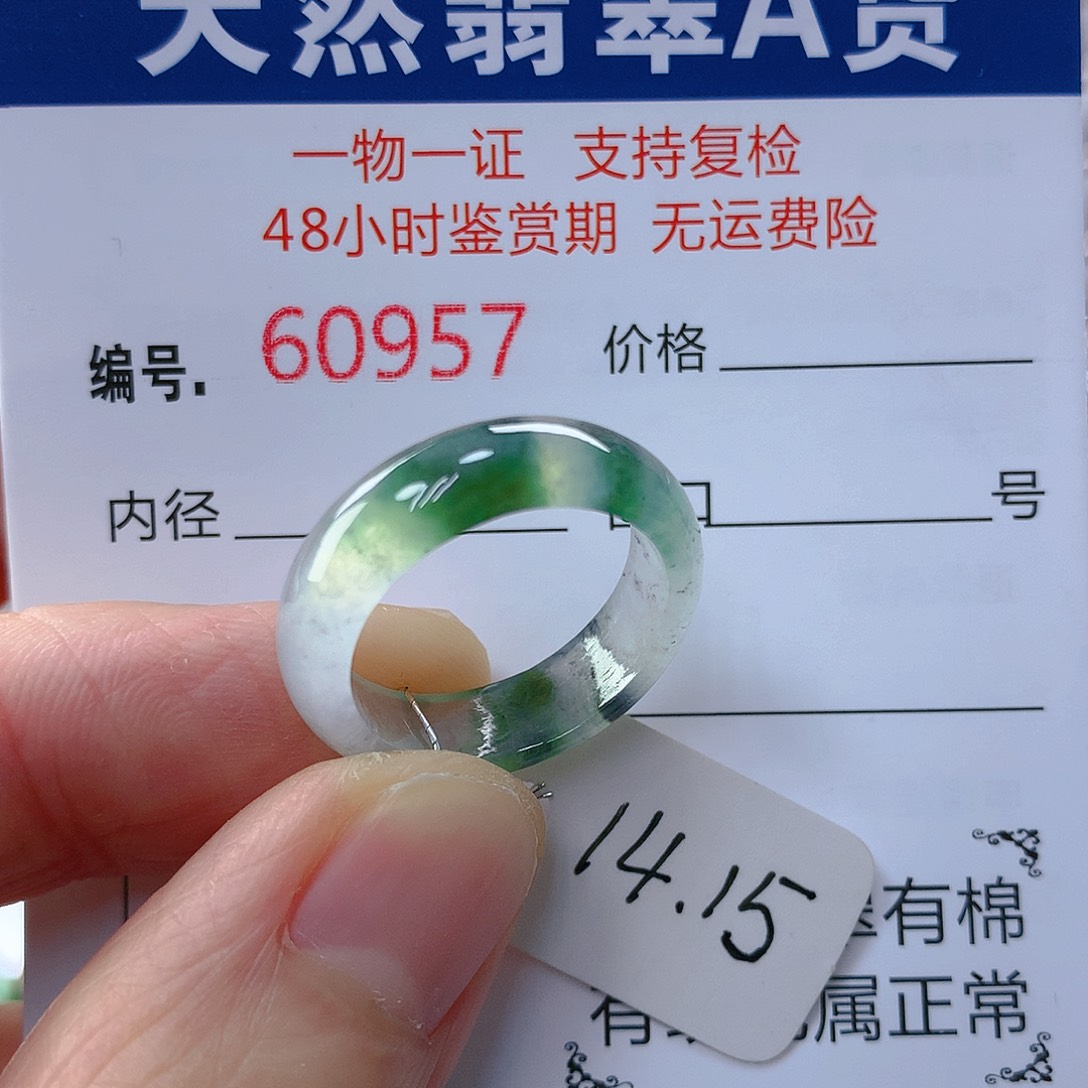 天然翡翠A货
一物一证 支持复检
48小时鉴赏期 无运费险
编号. 60957 价格
内径 口 号
14.15
有棉
有 属正常